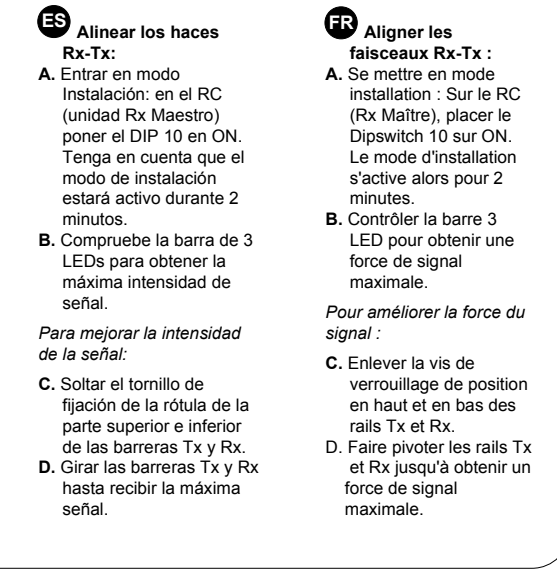 ES Alinear los haces
Rx-Tx:
A. Entrar en modo
Instalación: en el RC
(unidad Rx Maestro)
poner el DIP 10 en ON.
Tenga en cuenta que el
modo de instalación
estará activo durante 2
minutos.
B. Compruebe la barra de 3
LEDs para obtener la
máxima intensidad de
señal.
Para mejorar la intensidad
de la señal:
C. Soltar el tornillo de
fijación de la rótula de la
parte superior e inferior
de las barreras Tx y Rx.
D. Girar las barreras Tx y Rx
hasta recibir la máxima
señal.
FR Aligner les
faisceaux Rx-Tx :
A. Se mettre en mode
installation : Sur le RC
(Rx Maître), placer le
Dipswitch 10 sur ON.
Le mode d'installation
s'active alors pour 2
minutes.
B. Contrôler la barre 3
LED pour obtenir une
force de signal
maximale.
Pour améliorer la force du
signal :
C. Enlever la vis de
verrouillage de position
en haut et en bas des
rails Tx et Rx.
D. Faire pivoter les rails Tx
et Rx jusqu'à obtenir un
force de signal
maximale.